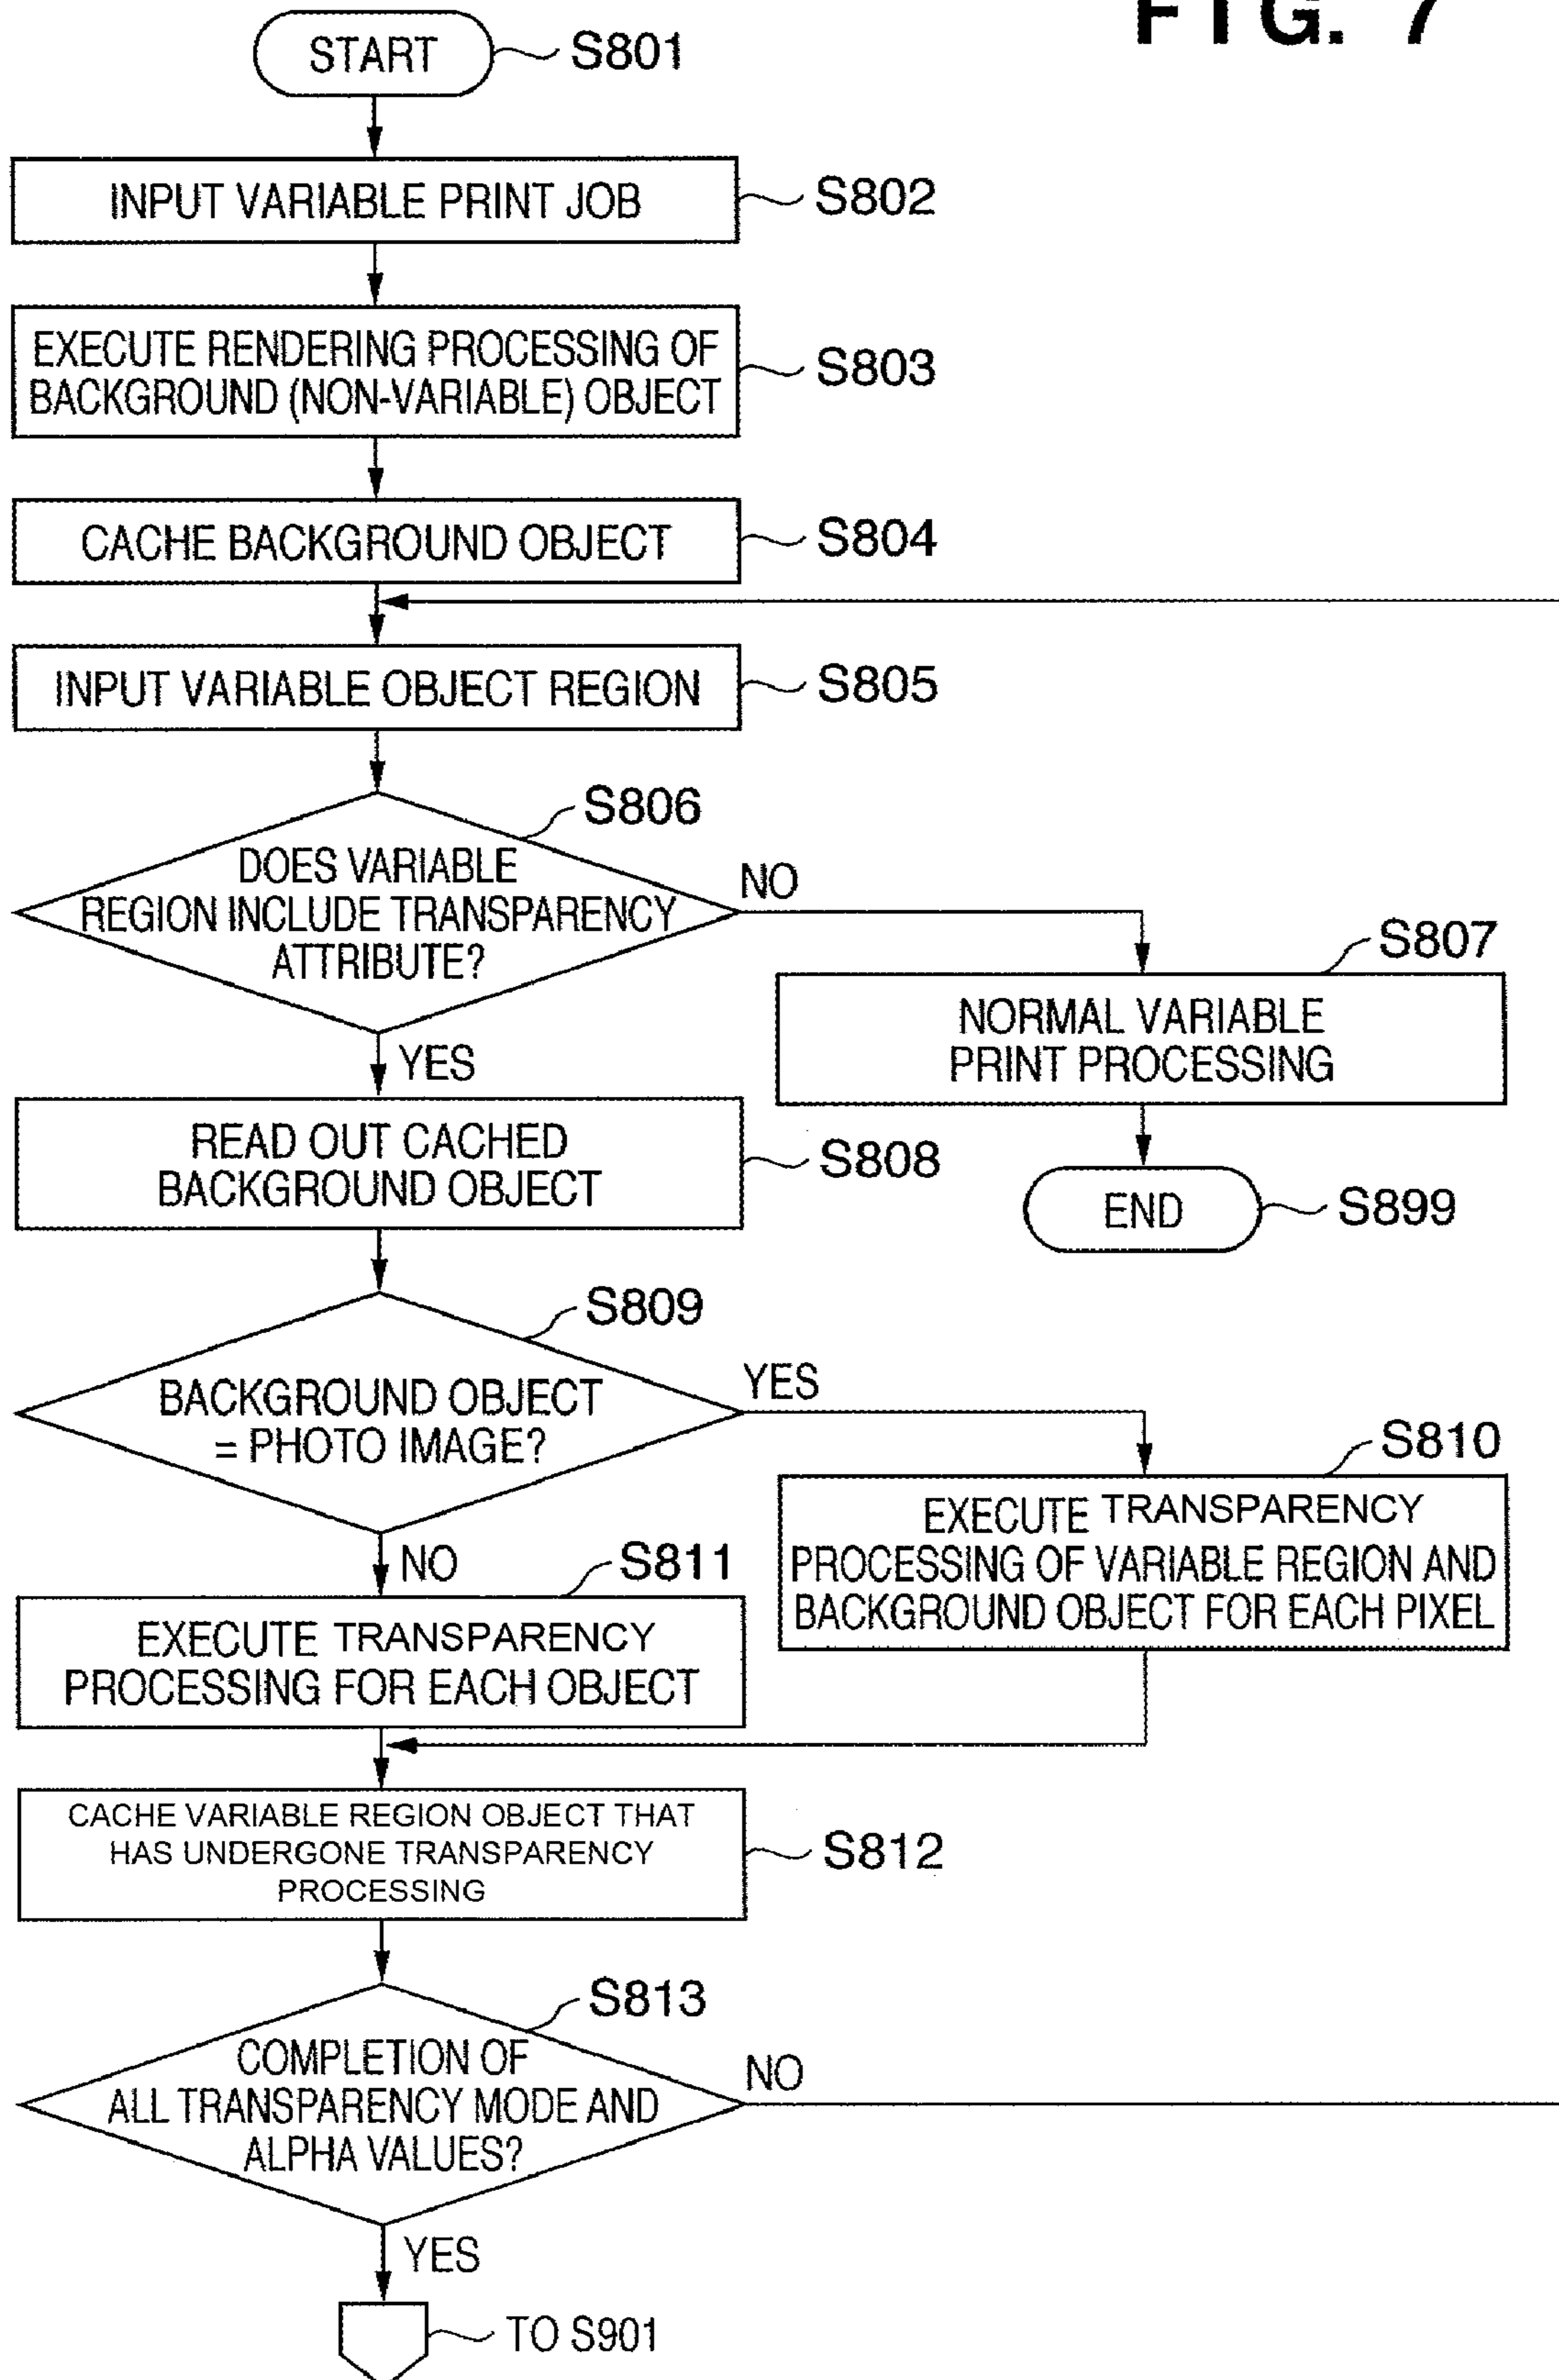 FIG. 7
START
S801
INPUT VARIABLE PRINT JOB
S802
EXECUTE RENDERING PROCESSING OF
BACKGROUND (NON-VARIABLE) OBJECT
S803
CACHE BACKGROUND OBJECT
S804
INPUT VARIABLE OBJECT REGION
S805
S806
DOES VARIABLE
REGION INCLUDE TRANSPARENCY
ATTRIBUTE?
NO
YES
S807
NORMAL VARIABLE
PRINT PROCESSING
READ OUT CACHED
BACKGROUND OBJECT
S808
END
S899
S809
BACKGROUND OBJECT
= PHOTO IMAGE?
YES
NO
S810
EXECUTE TRANSPARENCY
PROCESSING OF VARIABLE REGION AND
BACKGROUND OBJECT FOR EACH PIXEL
S811
EXECUTE TRANSPARENCY
PROCESSING FOR EACH OBJECT
CACHE VARIABLE REGION OBJECT THAT
HAS UNDERGONE TRANSPARENCY
PROCESSING
S812
S813
COMPLETION OF
ALL TRANSPARENCY MODE AND
ALPHA VALUES?
NO
YES
TO S901